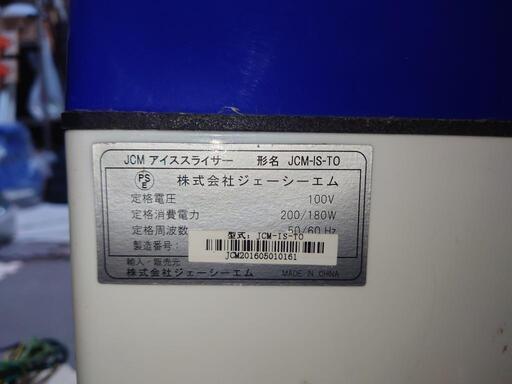 JCM アイススライサー 形名 JCM-IS-TO
PS
E 株式会社ジェーシーエム
定格電圧 100V
定格消費電力 200/180W
定格周波数 50/60 Hz
型式: JCM-IS-TO
製造番号:
JCM201605010161
輸入・販売元
株式会社ジェーシーエム MADE IN CHINA